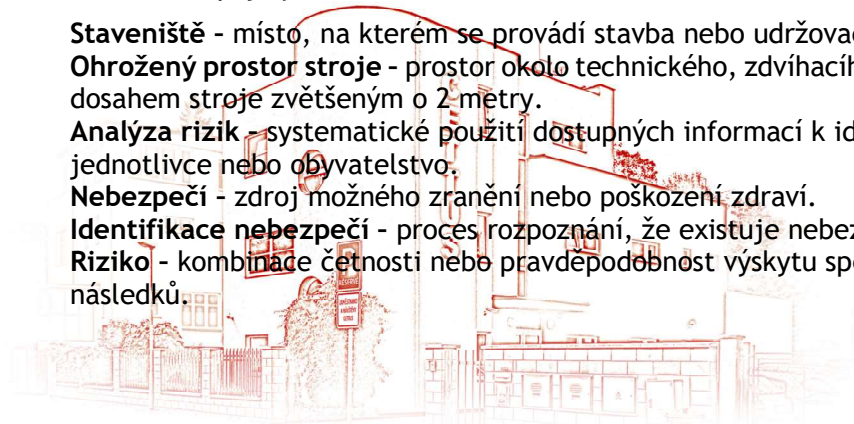 Staveniště – místo, na kterém se provádí stavba nebo udržovac
Ohrožený prostor stroje – prostor okolo technického, zdvíhacíh
dosahem stroje zvětšeným o 2 metry.
Analýza rizik – systematické použití dostupných informací k id
jednotlivce nebo obyvatelstvo.
Nebezpečí – zdroj možného zranění nebo poškození zdraví.
Identifikace nebezpečí – proces rozpoznání, že existuje nebez
Riziko – kombinace četnosti nebo pravděpodobnost výskytu spe
následků.